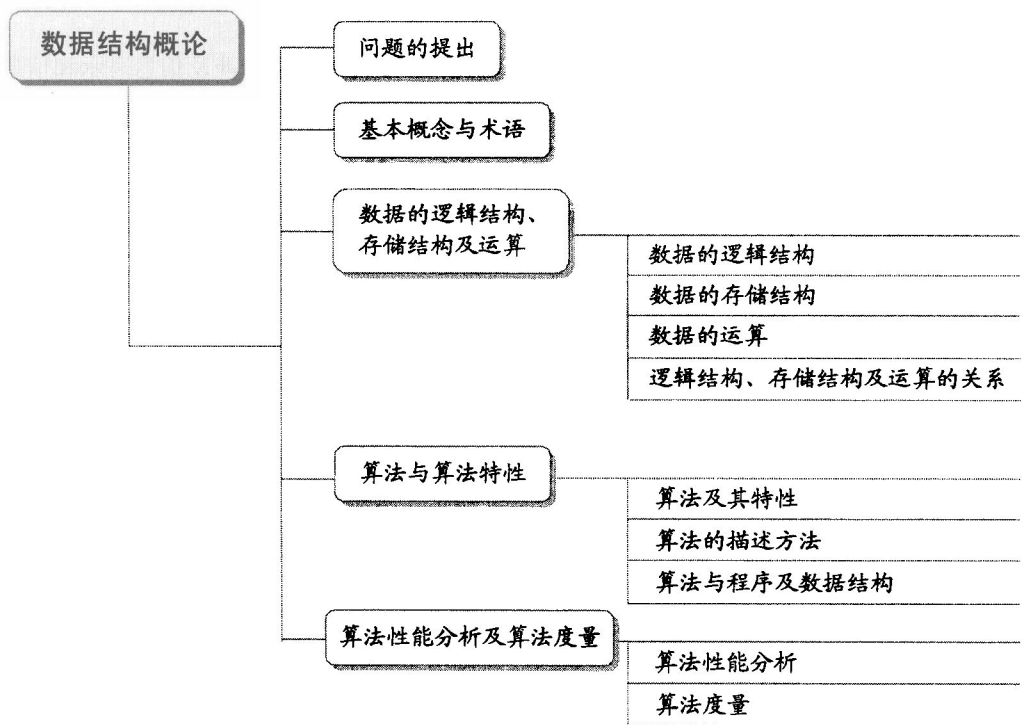 数据结构概论
问题的提出
基本概念与术语
数据的逻辑结构、
存储结构及运算
数据的逻辑结构
数据的存储结构
数据的运算
逻辑结构、存储结构及运算的关系
算法与算法特性
算法及其特性
算法的描述方法
算法与程序及数据结构
算法性能分析及算法度量
算法性能分析
算法度量